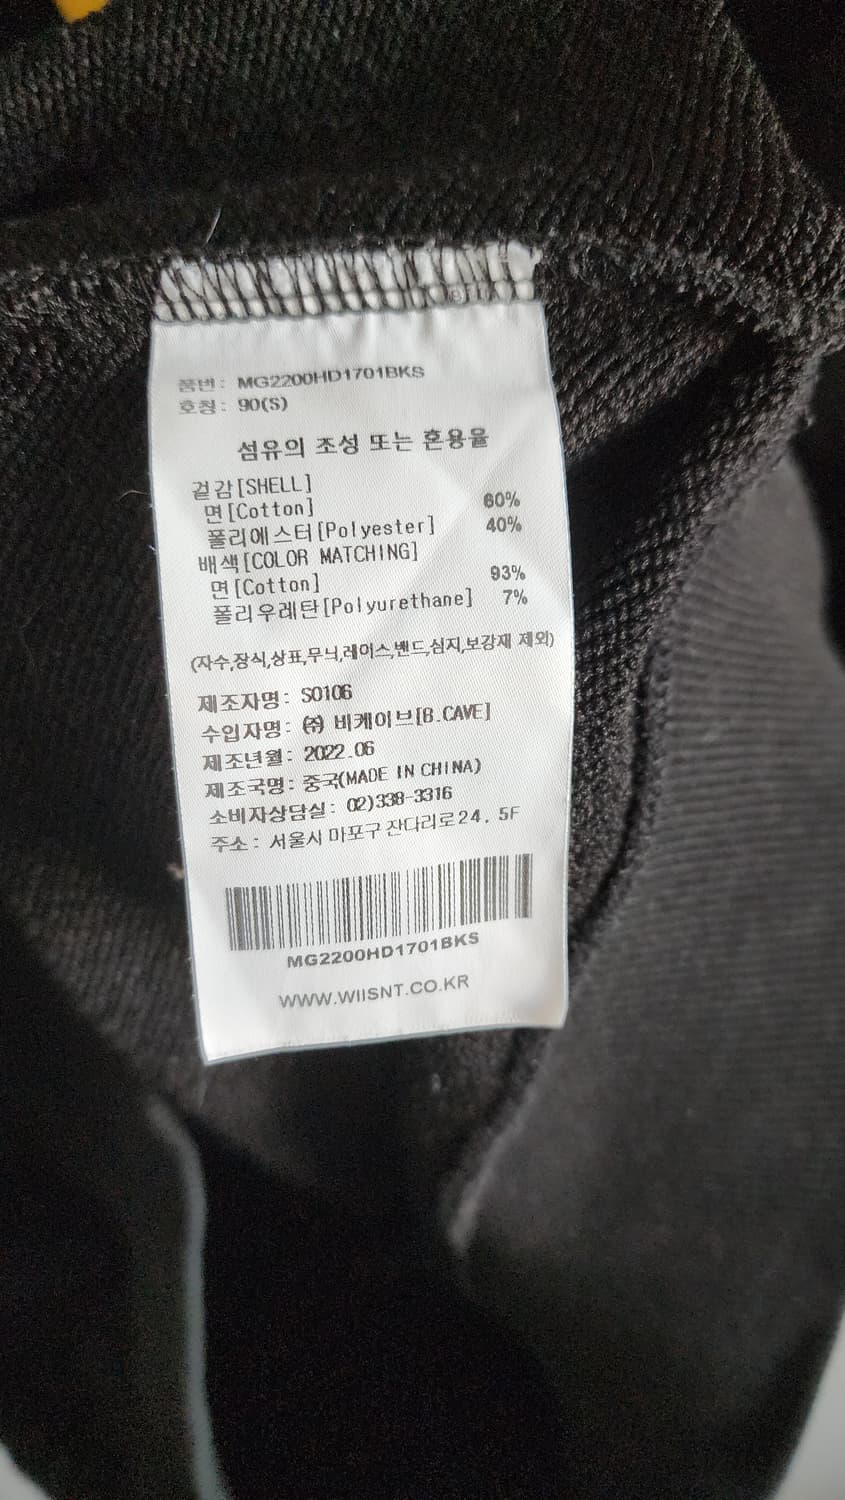 품번: MG2200HD1701BKS
호칭: 90(S)
섬유의 조성 또는 혼용율
겉감[SHELL]
면[Cotton] 60%
폴리에스터[Polyester] 40%
배색[COLOR MATCHING]
면[Cotton] 93%
폴리우레탄[Polyurethane] 7%
(자수,장식,상표,무늬,레이스,밴드,심지,보강재 제외)
제조자명: S0106
수입자명: ㈜ 비케이브[B.CAVE]
제조년월: 2022.06
제조국명: 중국(MADE IN CHINA)
소비자상담실: 02)338-3316
주소: 서울시 마포구 잔다리로24, 5F
MG2200HD1701BKS
WWW.WIISNT.CO.KR